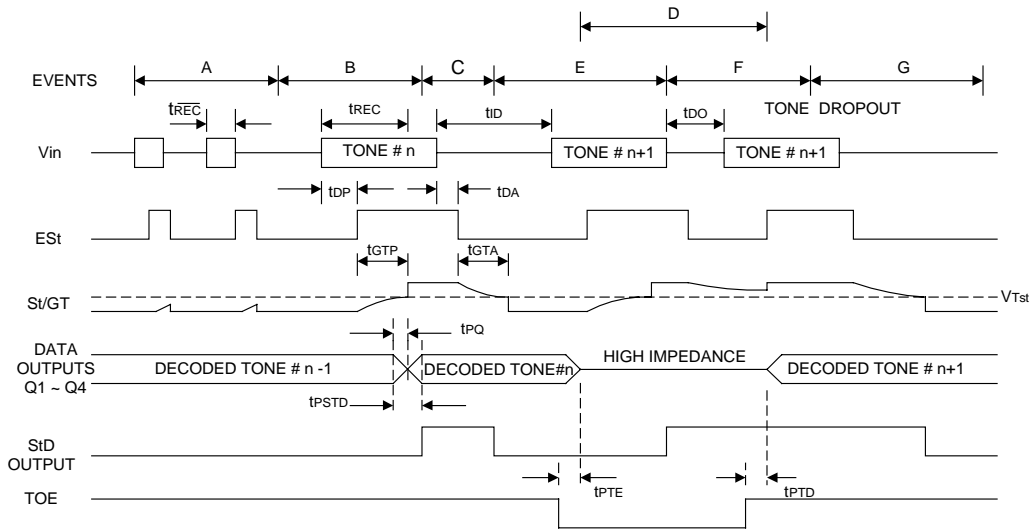 D
EVENTS A B C E F G
tREC tREC tID tDO TONE DROPOUT
Vin TONE # n TONE # n+1 TONE # n+1
tDP tDA
ESt
tGTP tGTA
St/GT VTst
tPQ
DATA
OUTPUTS
Q1 ~ Q4
DECODED TONE # n -1 DECODED TONE#n HIGH IMPEDANCE DECODED TONE # n+1
tPSTD
StD
OUTPUT
tPTE tPTD
TOE